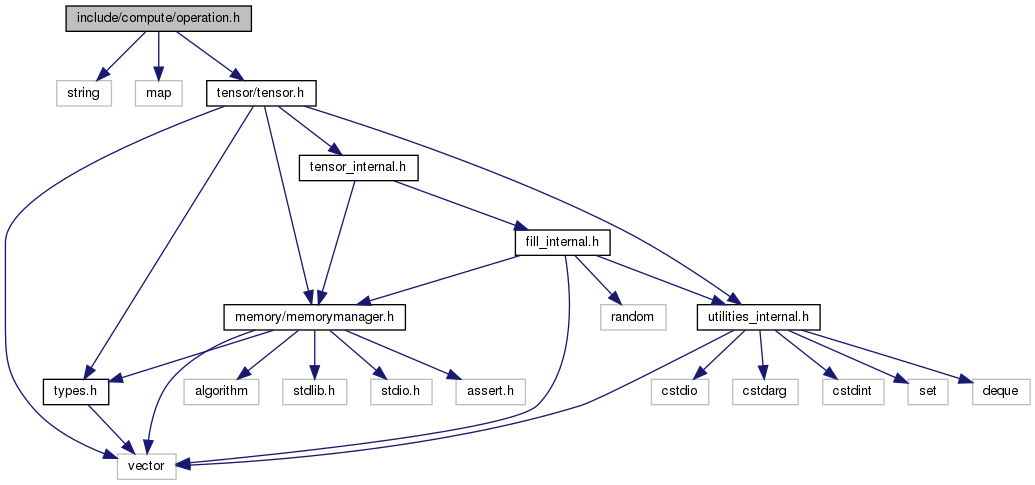 include/compute/operation.h
string
map
tensor/tensor.h
tensor_internal.h
fill_internal.h
memory/memorymanager.h
random
utilities_internal.h
types.h
algorithm
stdlib.h
stdio.h
assert.h
cstdio
cstdarg
cstdint
set
deque
vector